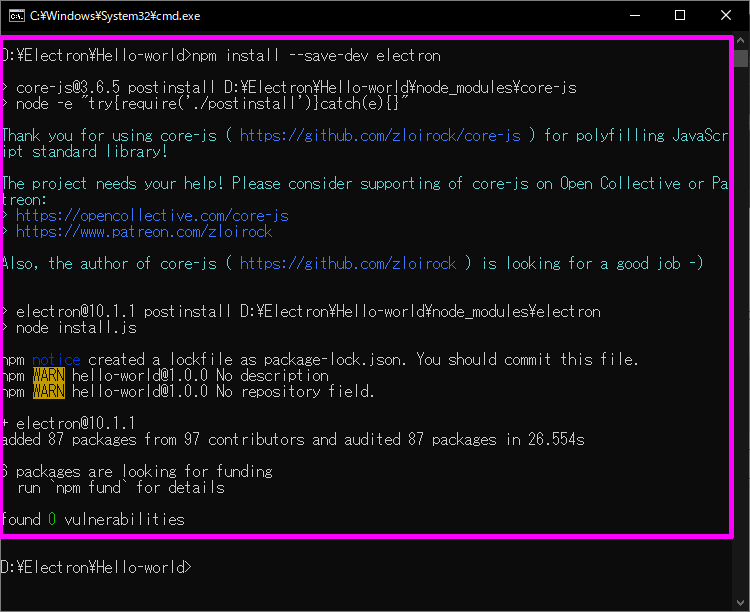 C:¥Windows¥System32¥cmd.exe
D:¥Electron¥Hello-world>npm install --save-dev electron
> core-js@3.6.5 postinstall D:¥Electron¥Hello-world¥node_modules¥core-js
> node -e "try{require('./postinstall')}catch(e){}"
Thank you for using core-js ( https://github.com/zloirock/core-js ) for polyfilling JavaScr
ipt standard library!
The project needs your help! Please consider supporting of core-js on Open Collective or Pa
treon:
> https://opencollective.com/core-js
> https://www.patreon.com/zloirock
Also, the author of core-js ( https://github.com/zloirock ) is looking for a good job -)
> electron@10.1.1 postinstall D:¥Electron¥Hello-world¥node_modules¥electron
> node install.js
npm notice created a lockfile as package-lock.json. You should commit this file.
npm WARN hello-world@1.0.0 No description
npm WARN hello-world@1.0.0 No repository field.
+ electron@10.1.1
added 87 packages from 97 contributors and audited 87 packages in 26.554s
6 packages are looking for funding
  run `npm fund` for details
found 0 vulnerabilities
D:¥Electron¥Hello-world>